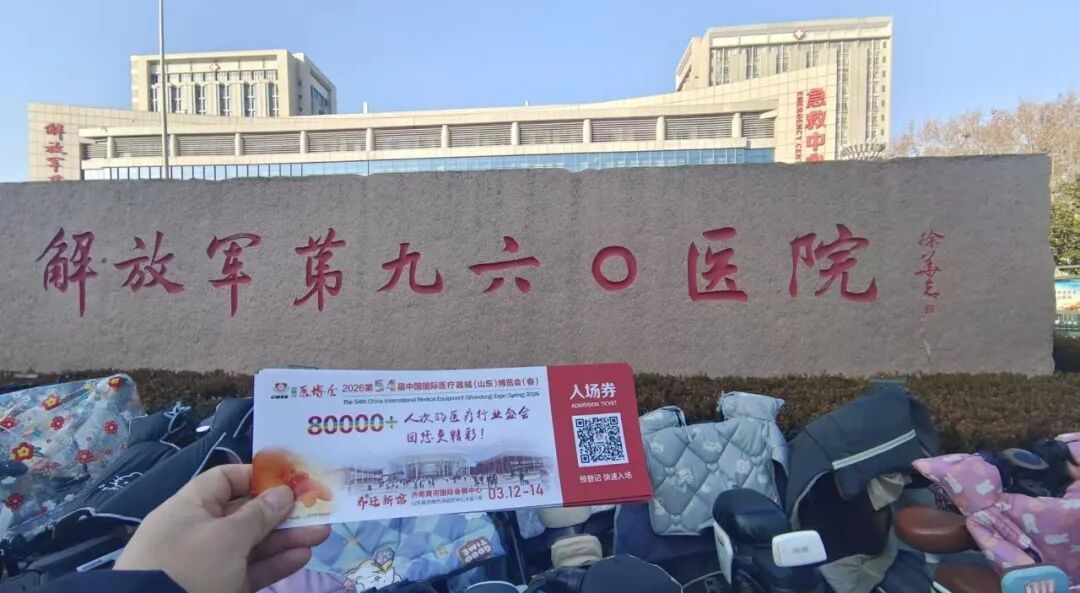 解放军
急救中心
EMERGENCY CENTER
解放军第九六〇医院
医博会
2026第54届中国国际医疗器械(山东)博览会(春)
The 54th China International Medical Equipment (Shandong) Expo(Spring) 2026
80000+ 人次的医疗行业盛会
因您更精彩!
乔迁新馆
济南黄河国际会展中心
03.12-14
入场券
ADMISSION TICKET
预登记 快速入场
GOOD
TIME